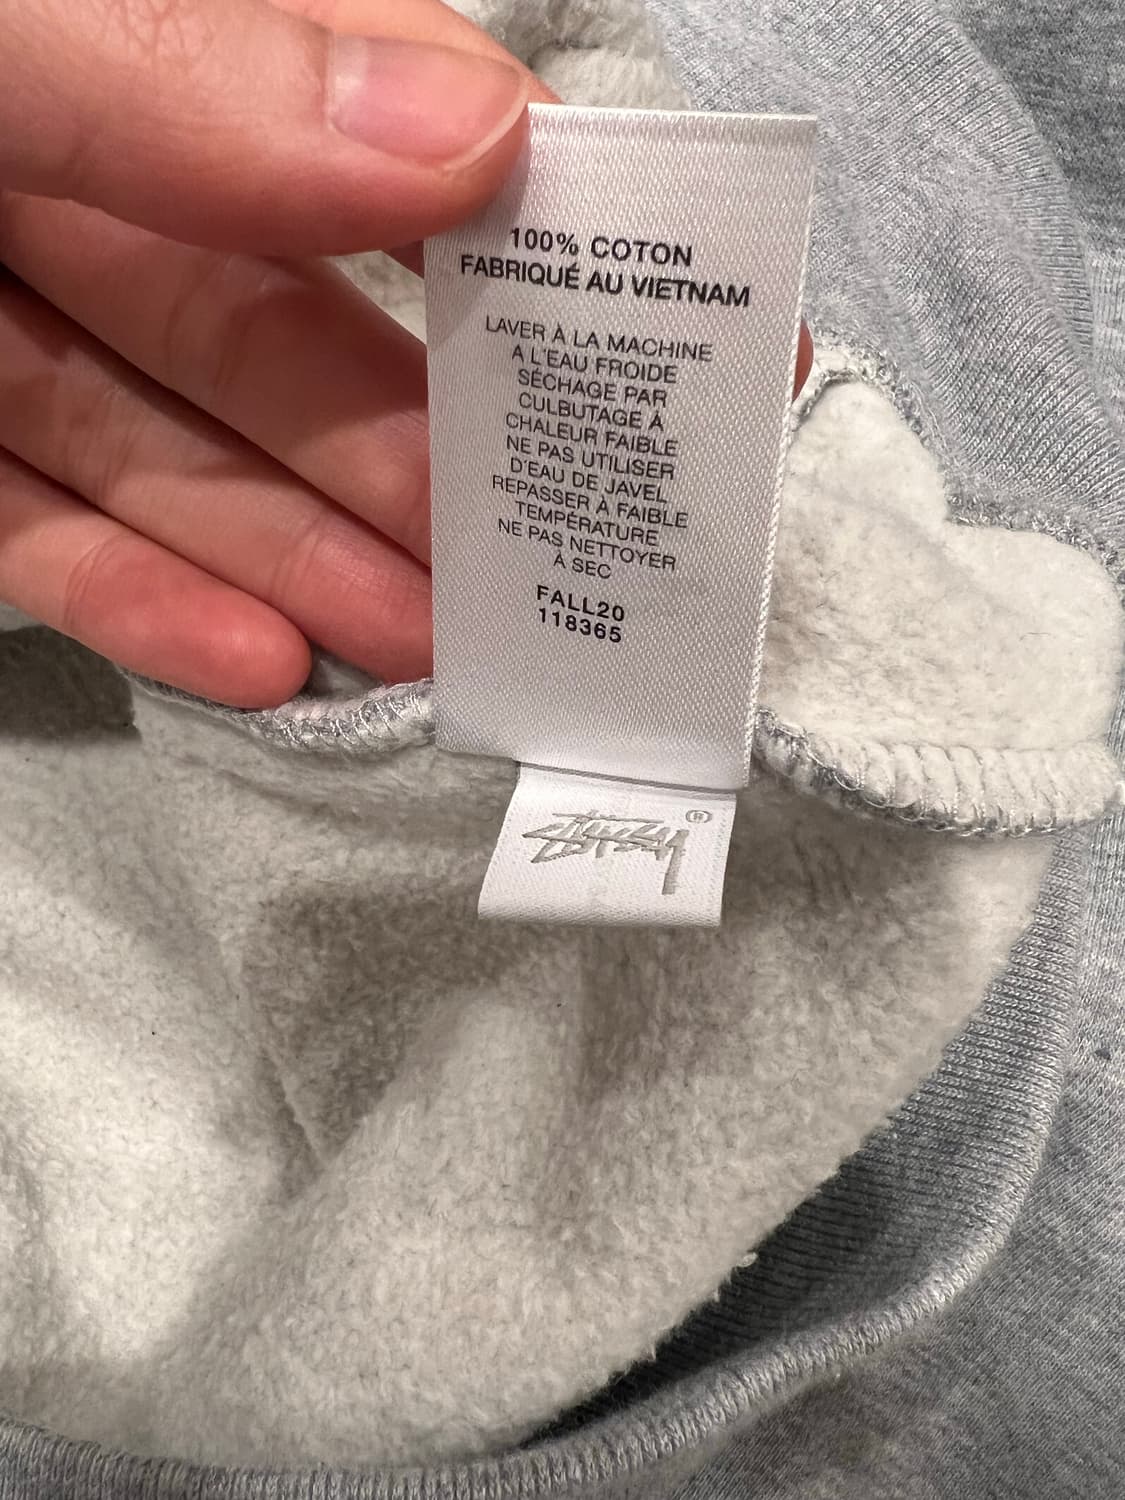 100% COTON
FABRIQUÉ AU VIETNAM
LAVER À LA MACHINE
A L'EAU FROIDE
SÉCHAGE PAR
CULBUTAGE À
CHALEUR FAIBLE
NE PAS UTILISER
D'EAU DE JAVEL
REPASSER À FAIBLE
TEMPÉRATURE
NE PAS NETTOYER
À SEC
FALL20
118365
STÜSSY ®